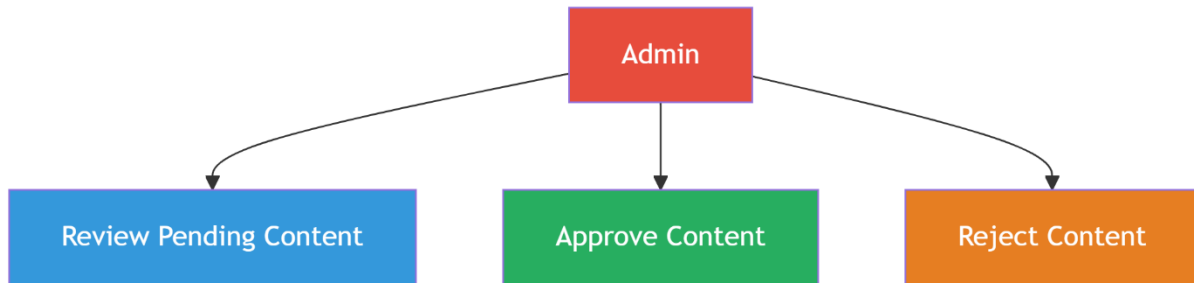 Admin
Review Pending Content
Approve Content
Reject Content